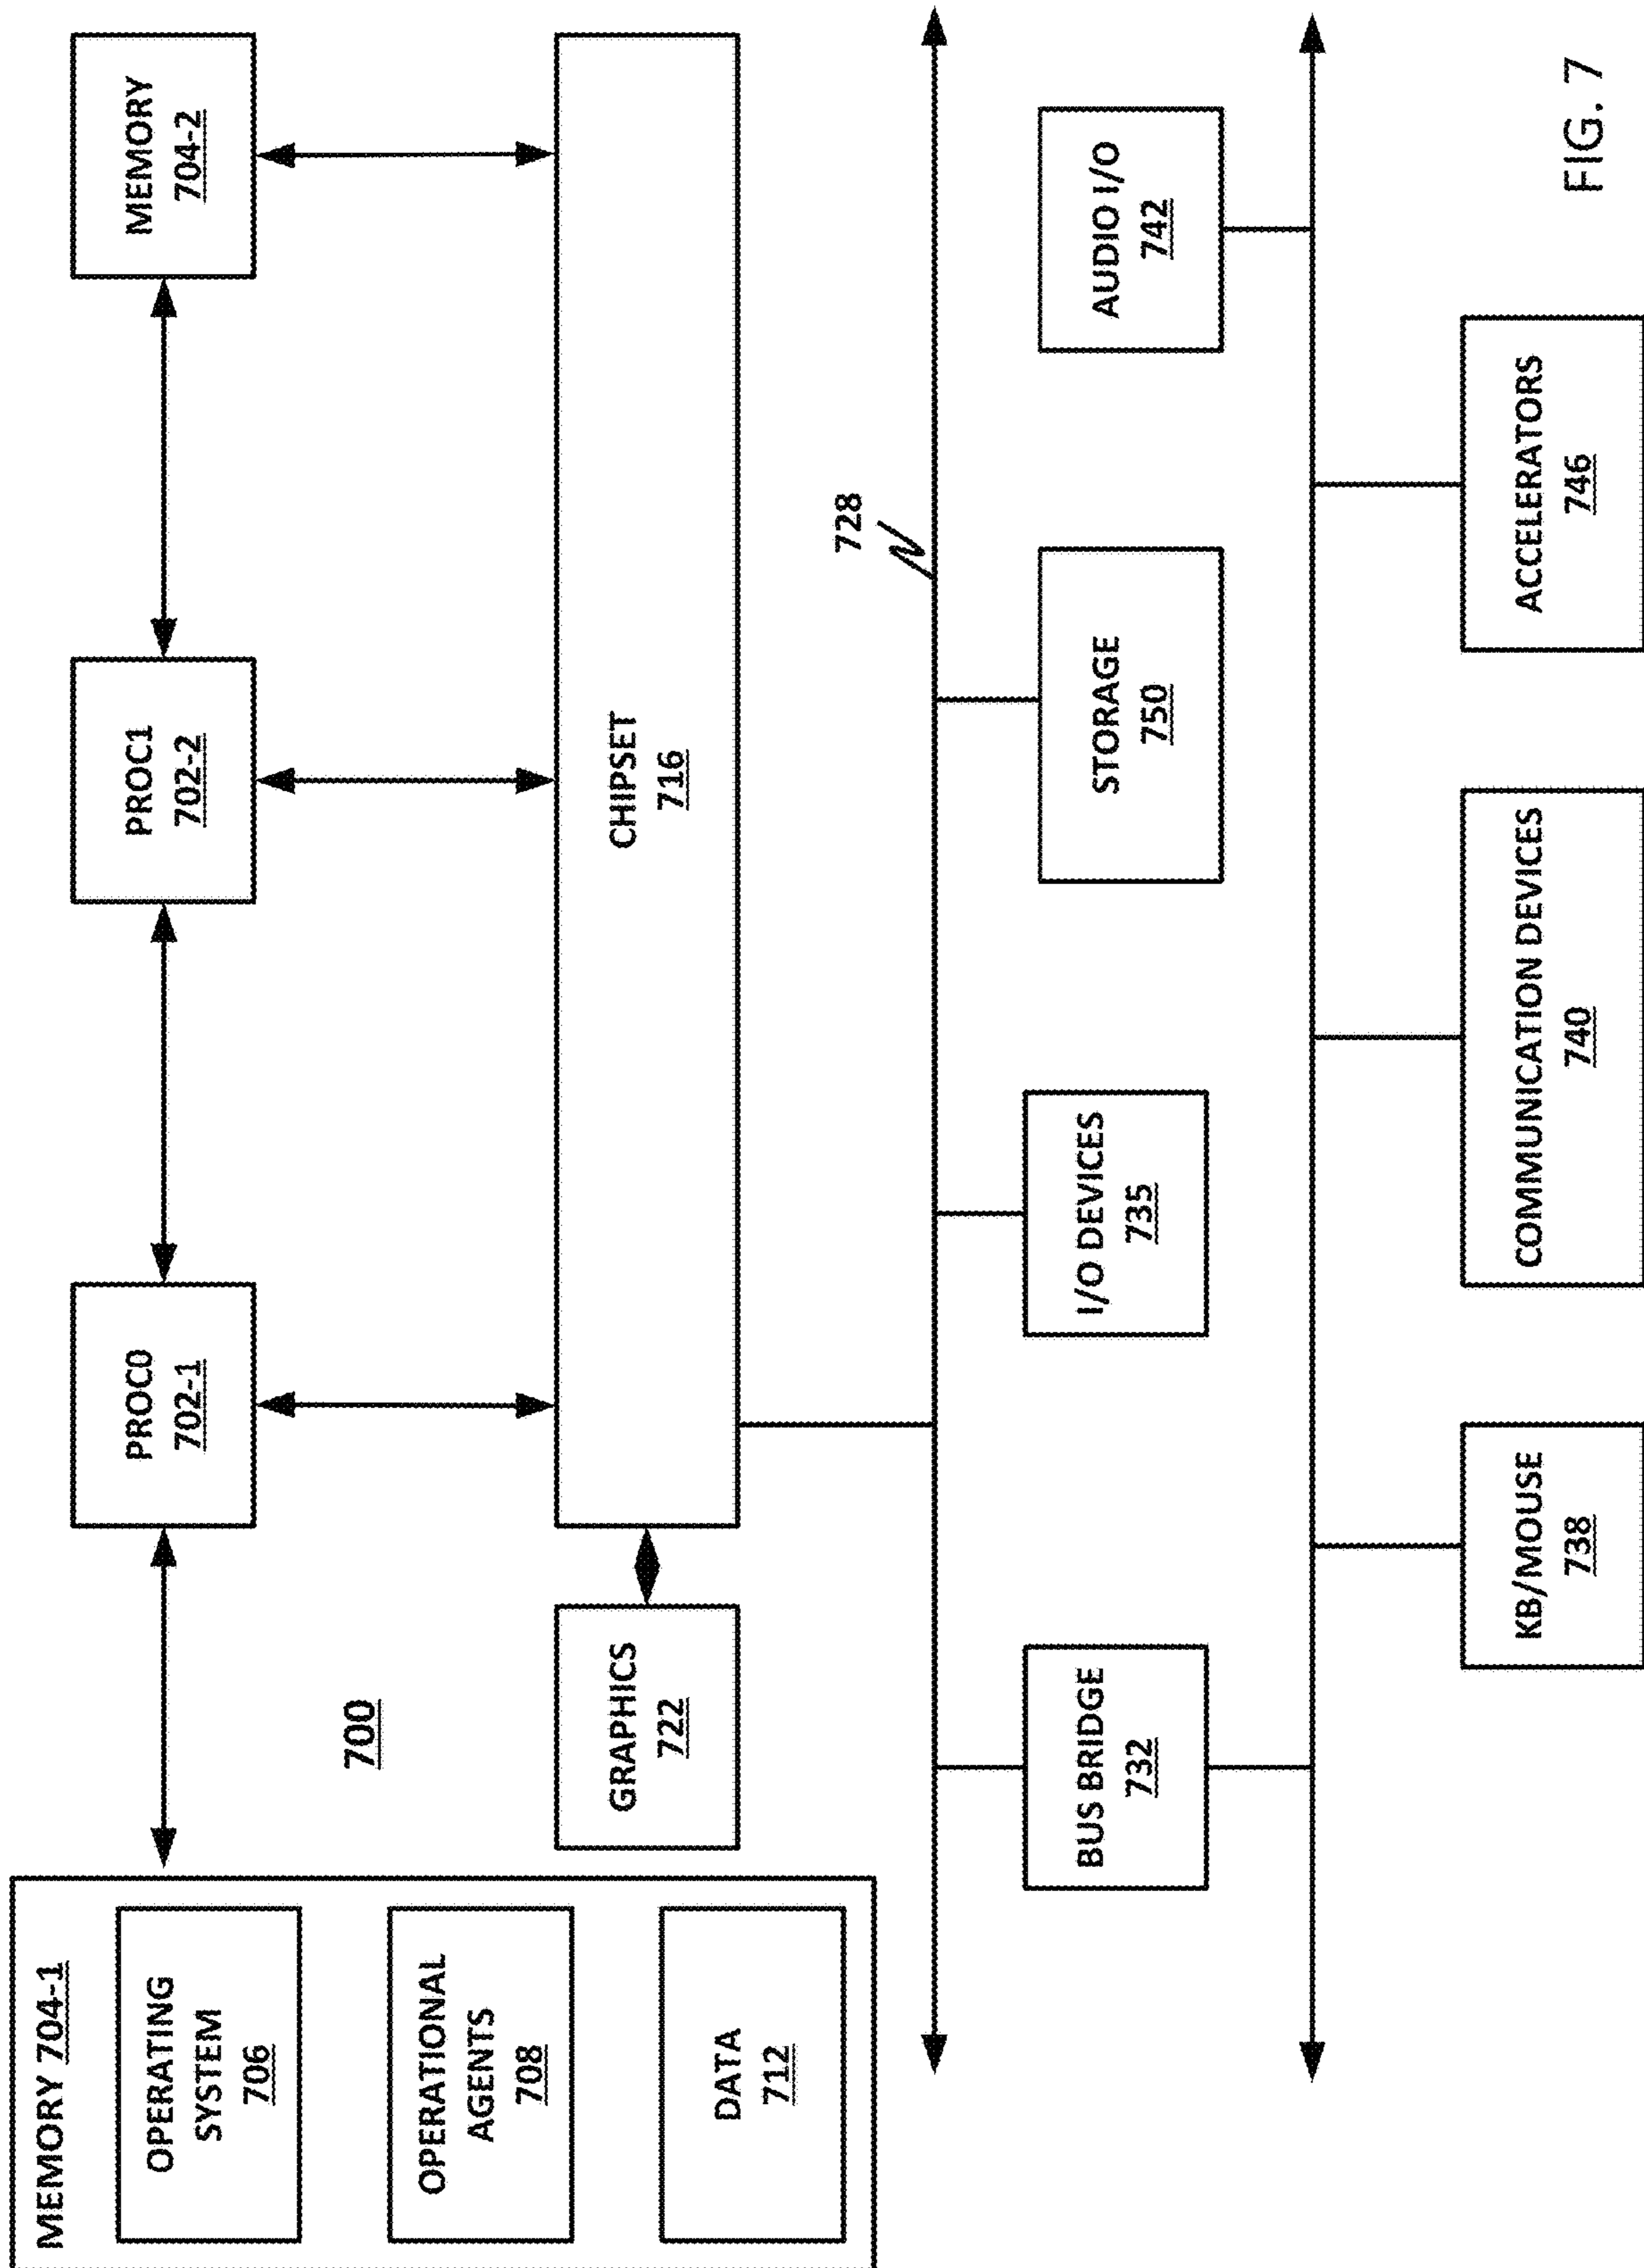 MEMORY 704-1
OPERATING
SYSTEM
706
OPERATIONAL
AGENTS
708
DATA
712
700
PROC0
702-1
PROC1
702-2
MEMORY
704-2
GRAPHICS
722
CHIPSET
716
728
BUS BRIDGE
732
I/O DEVICES
735
STORAGE
750
AUDIO I/O
742
KB/MOUSE
738
COMMUNICATION DEVICES
740
ACCELERATORS
746
FIG. 7